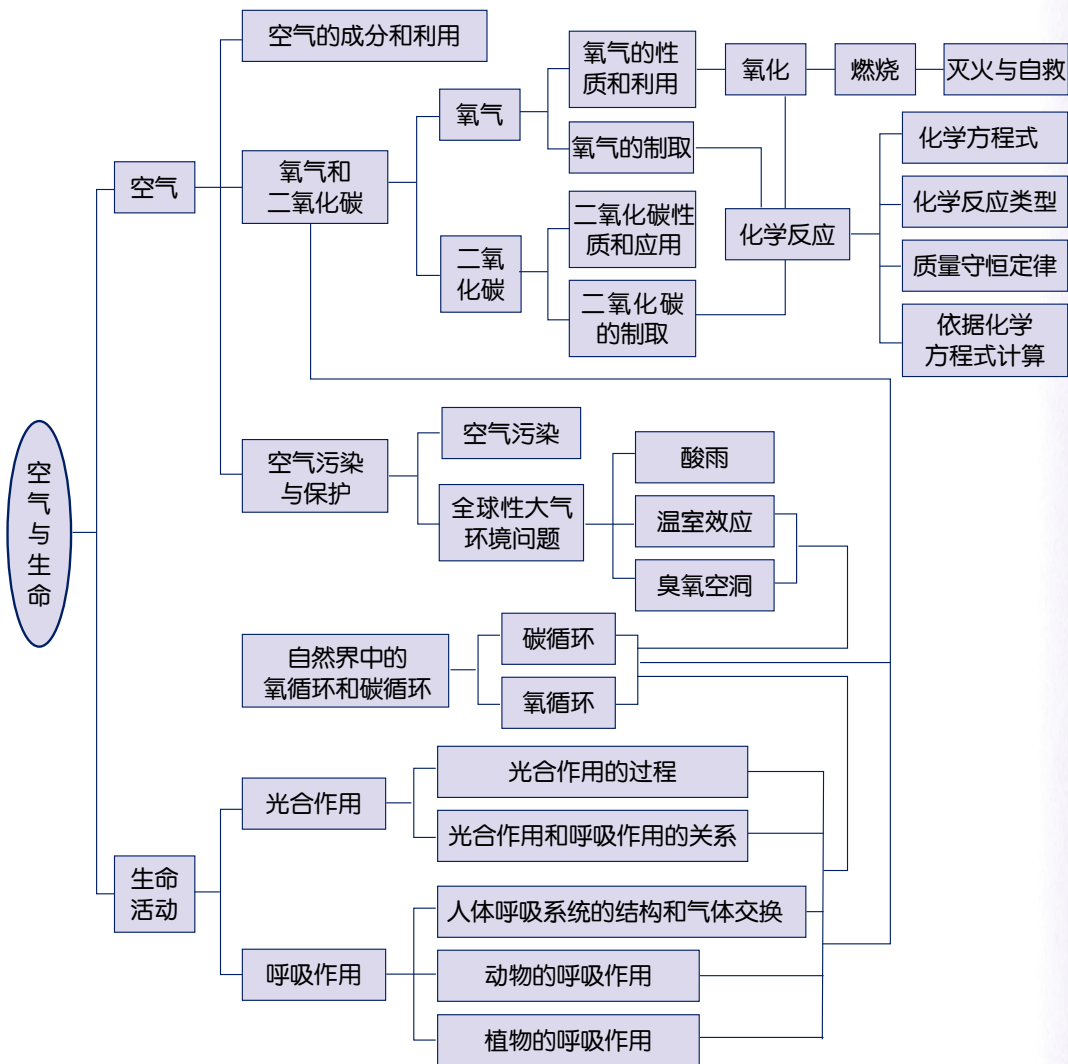 空气与生命
空气
空气的成分和利用
氧气和
二氧化碳
氧气
氧气的性
质和利用
氧化
燃烧
灭火与自救
氧气的制取
二氧
化碳
二氧化碳性
质和应用
二氧化碳
的制取
化学反应
化学方程式
化学反应类型
质量守恒定律
依据化学
方程式计算
空气污染
与保护
空气污染
全球性大气
环境问题
酸雨
温室效应
臭氧空洞
自然界中的
氧循环和碳循环
碳循环
氧循环
生命
活动
光合作用
光合作用的过程
光合作用和呼吸作用的关系
呼吸作用
人体呼吸系统的结构和气体交换
动物的呼吸作用
植物的呼吸作用